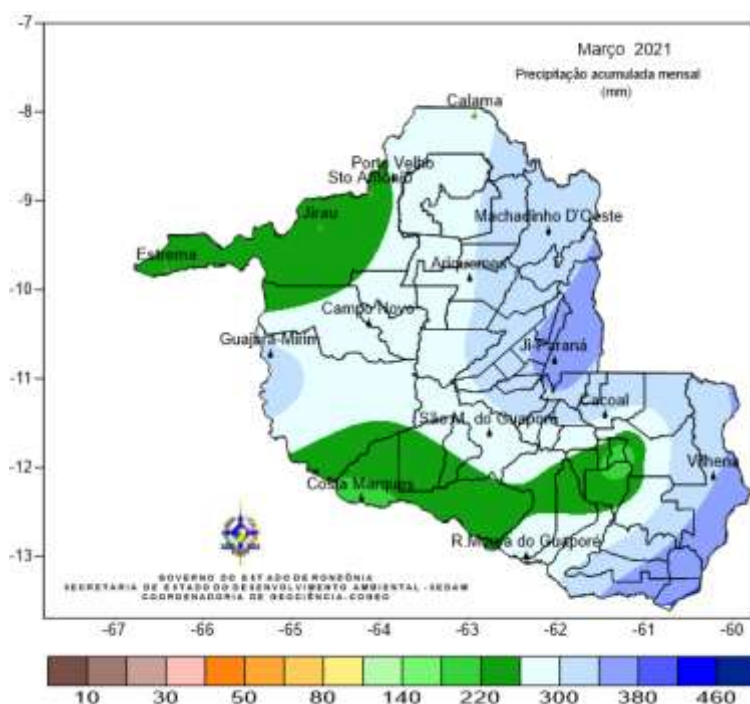 Março 2021
Precipitação acumulada mensal
(mm)
-7
-8
-9
-10
-11
-12
-13
Calama
Porto Velho
Sto Antônio
Jirau
Machadinho D'Oeste
Estrema
Ariquemes
Campo Novo
Guajará-Mirim
Ji-Paraná
Cacoal
São M. do Guaporé
Vilhena
Costa Marques
R.Moura do Guaporé
GOVERNO DO ESTADO DE RONDÔNIA
SECRETARIA DE ESTADO DO DESENVOLVIMENTO AMBIENTAL -SEDAM
COORDENADORIA DE GEOCIÊNCIA-COGEO
-67 -66 -65 -64 -63 -62 -61 -60
10 30 50 80 140 220 300 380 460